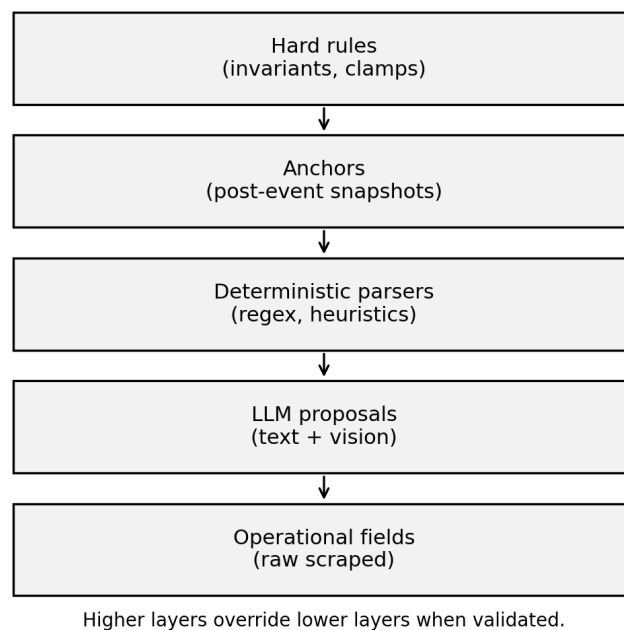 Hard rules
(invariants, clamps)
Anchors
(post-event snapshots)
Deterministic parsers
(regex, heuristics)
LLM proposals
(text + vision)
Operational fields
(raw scraped)
Higher layers override lower layers when validated.